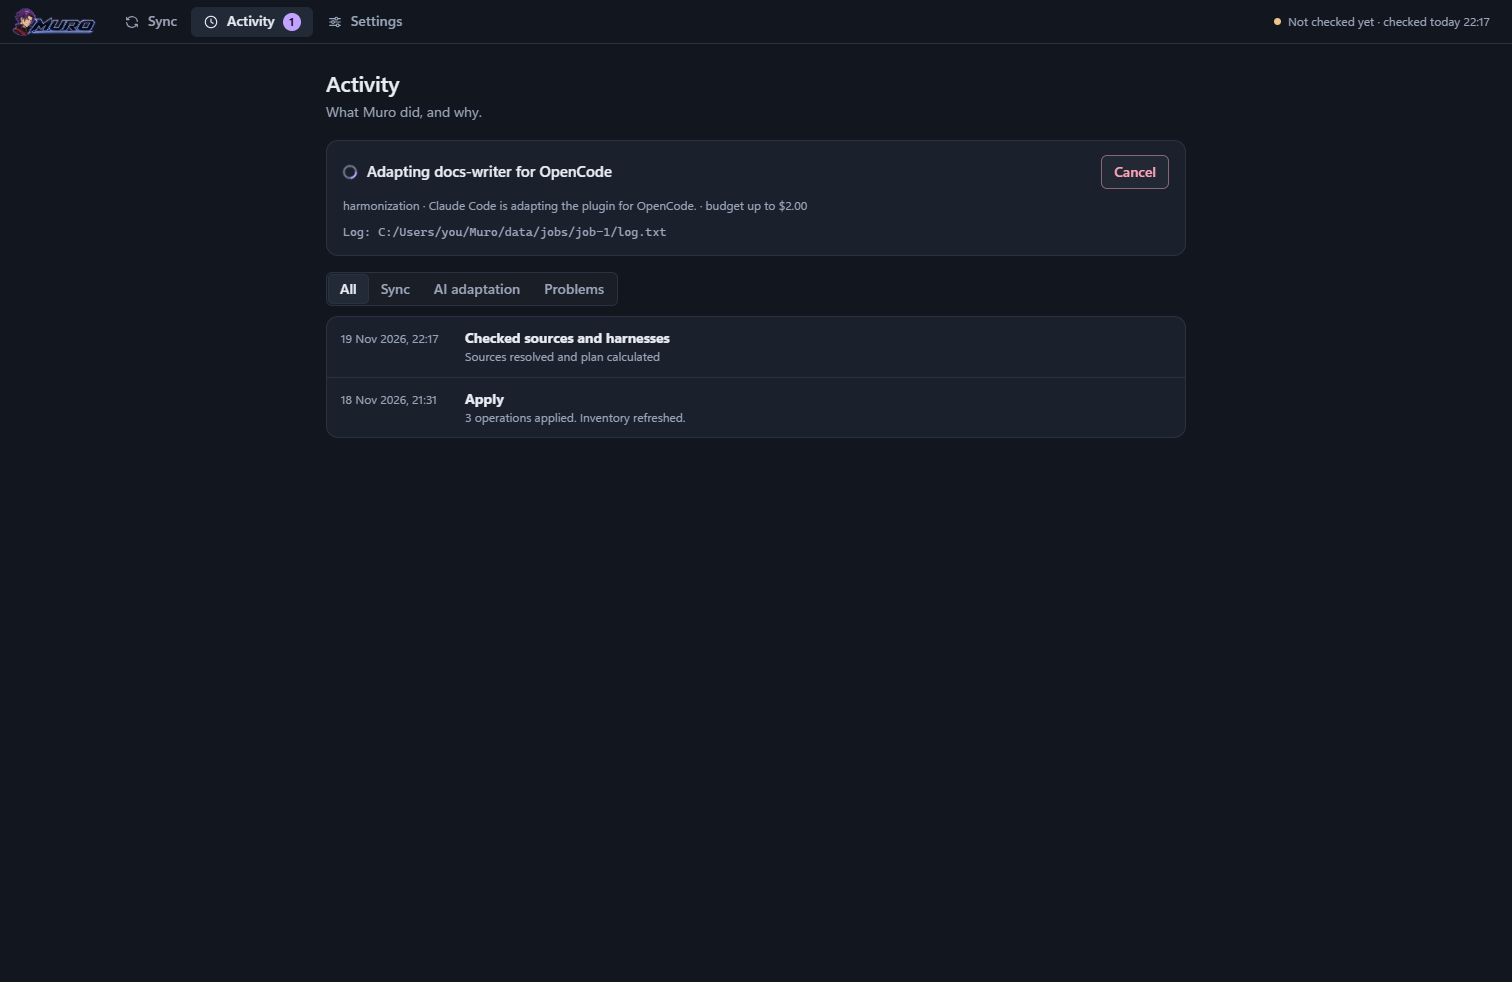 MURO
Sync
Activity 1
Settings
Not checked yet · checked today 22:17
Activity
What Muro did, and why.
Adapting docs-writer for OpenCode
Cancel
harmonization · Claude Code is adapting the plugin for OpenCode. · budget up to $2.00
Log: C:/Users/you/Muro/data/jobs/job-1/log.txt
All
Sync
AI adaptation
Problems
19 Nov 2026, 22:17
Checked sources and harnesses
Sources resolved and plan calculated
18 Nov 2026, 21:31
Apply
3 operations applied. Inventory refreshed.